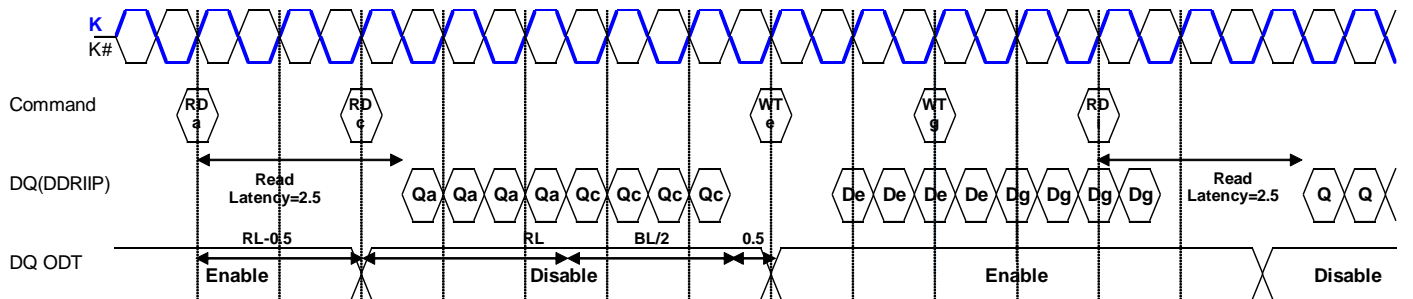 K
K#
Command
RD
a
RD
c
WT
e
WT
g
RD
i
DQ(DDRIIP)
Read
Latency=2.5
Qa Qa Qa Qa Qc Qc Qc Qc
De De De De Dg Dg Dg Dg
Read
Latency=2.5
Q Q
DQ ODT
RL-0.5
Enable
RL
BL/2
0.5
Disable
Enable
Disable